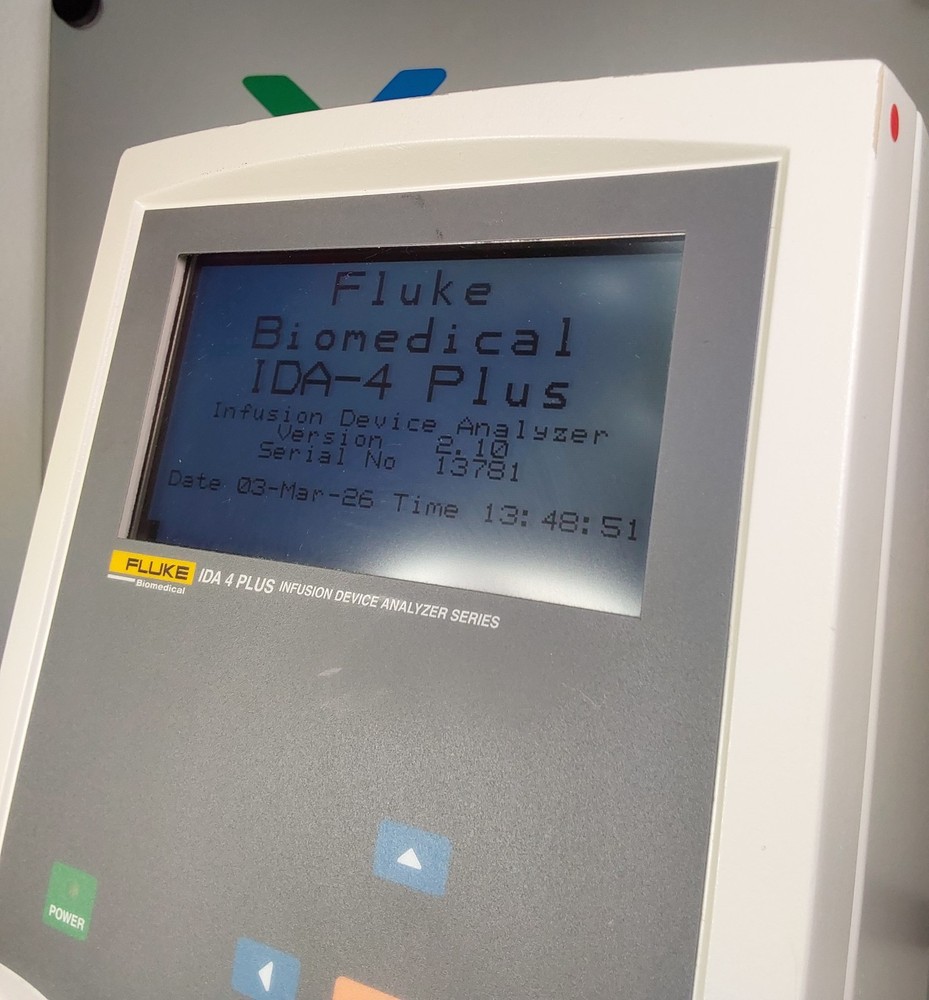 Fluke
Biomedical
IDA-4 Plus
Infusion Device Analyzer
Version 2.10
Serial No 13781
Date 03-Mar-26 Time 13:48:51
FLUKE
Biomedical
IDA 4 PLUS INFUSION DEVICE ANALYZER SERIES
POWER